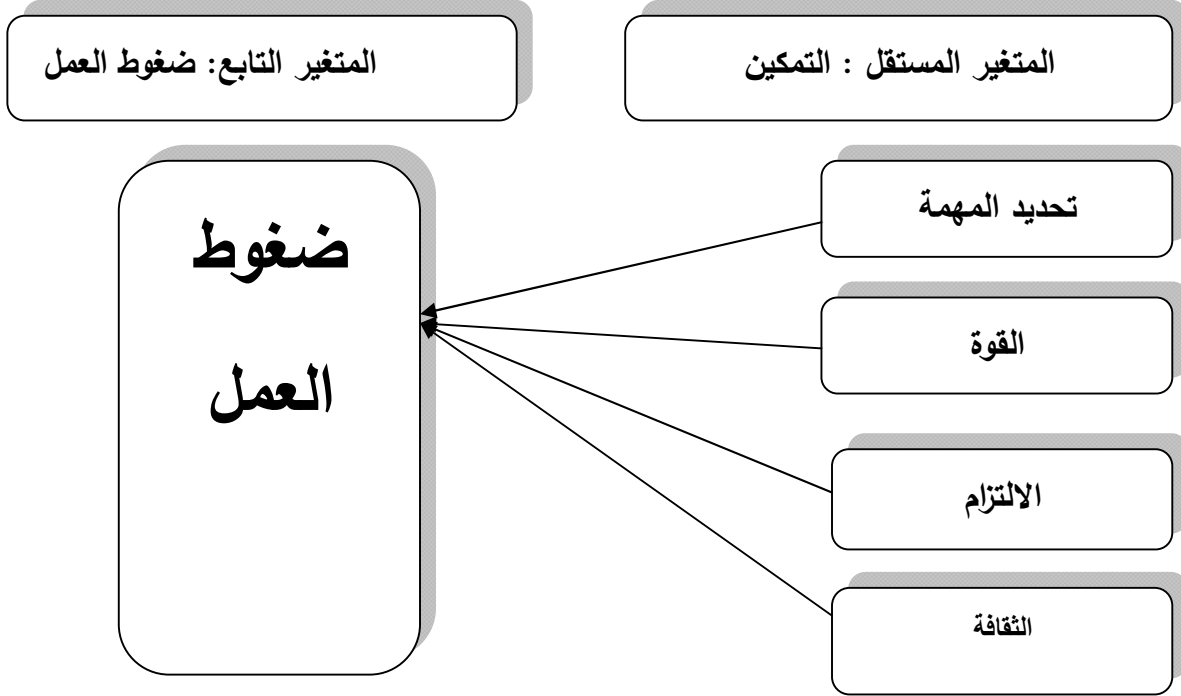 المتغير المستقل : التمكين
المتغير التابع: ضغوط العمل
تحديد المهمة
القوة
الالتزام
الثقافة
ضغوط
العمل